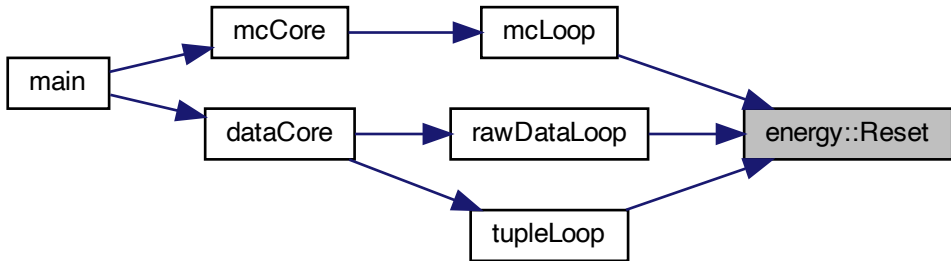 mcCore
mcLoop
main
dataCore
rawDataLoop
energy::Reset
tupleLoop